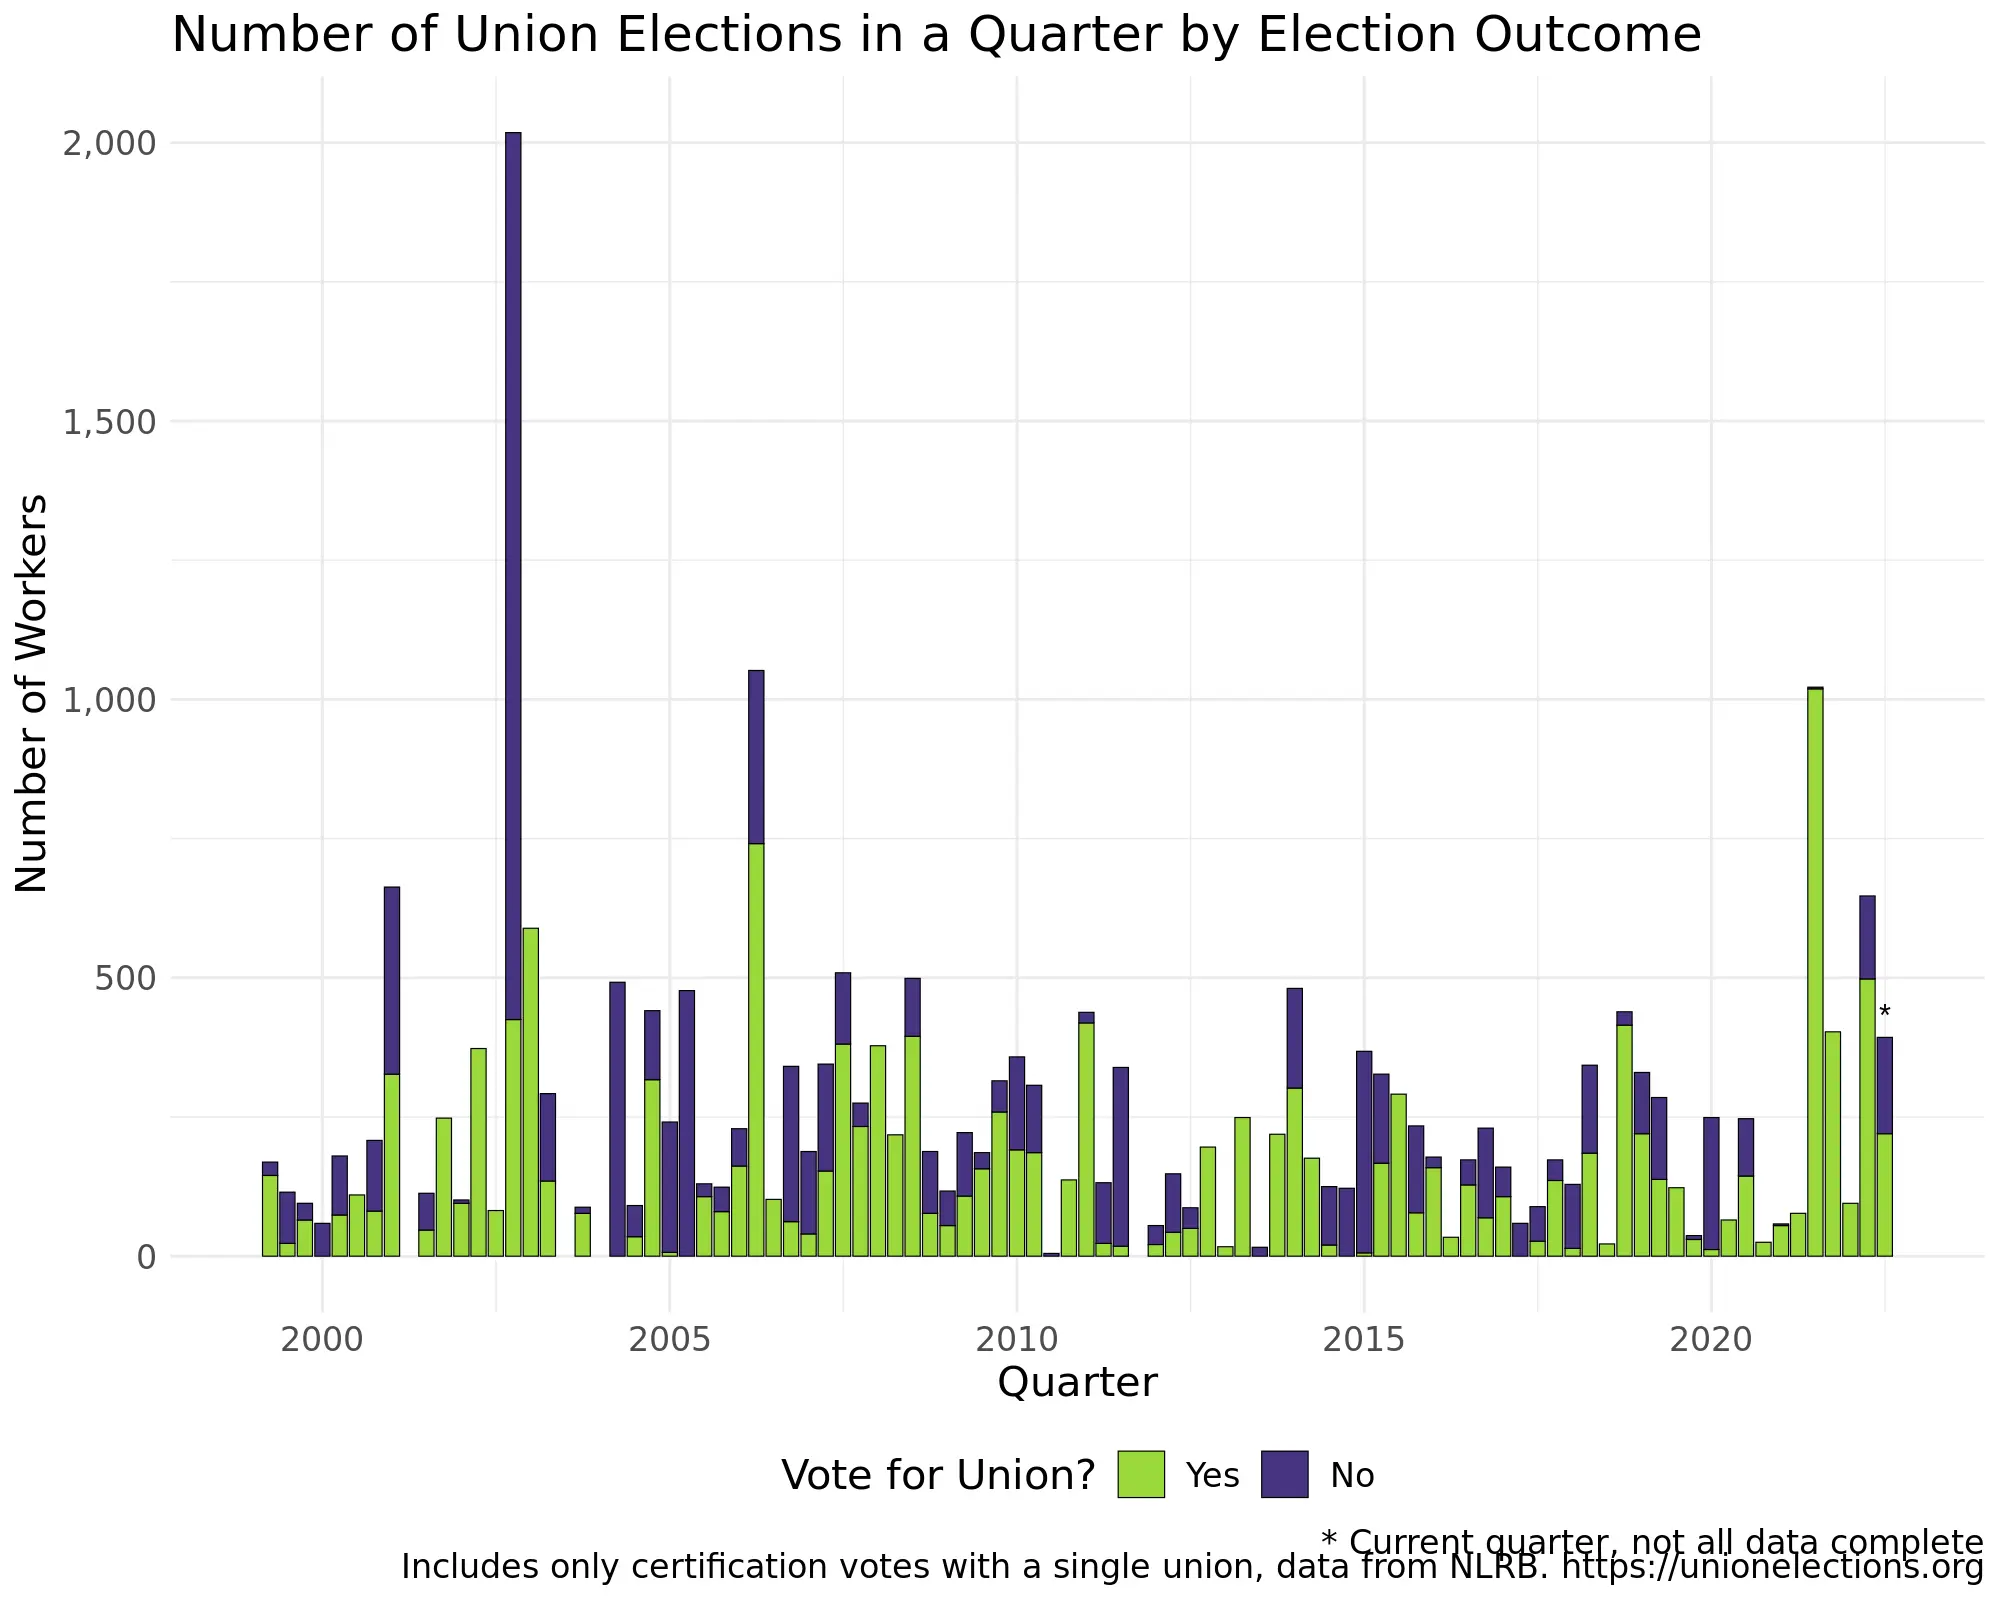 Number of Union Elections in a Quarter by Election Outcome
Number of Workers
2,000
1,500
1,000
500
0
*
2000 2005 2010 2015 2020
Quarter
Vote for Union? Yes No
* Current quarter, not all data complete
Includes only certification votes with a single union, data from NLRB. https://unionelections.org